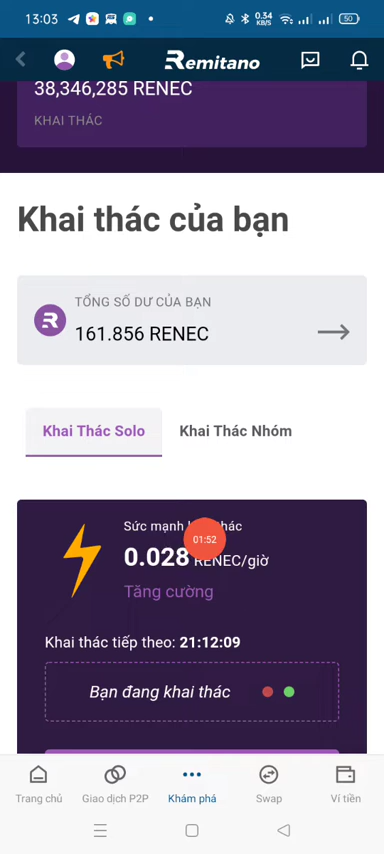 13:03
0.34
KB/S
50
Remitano
38,346,285 RENEC
KHAI THÁC
Khai thác của bạn
TỔNG SỐ DƯ CỦA BẠN
161.856 RENEC
Khai Thác Solo
Khai Thác Nhóm
Sức mạnh
01:52
0.028 RENEC/giờ
Tăng cường
Khai thác tiếp theo: 21:12:09
Bạn đang khai thác
Trang chủ
Giao dịch P2P
Khám phá
Swap
Ví tiền